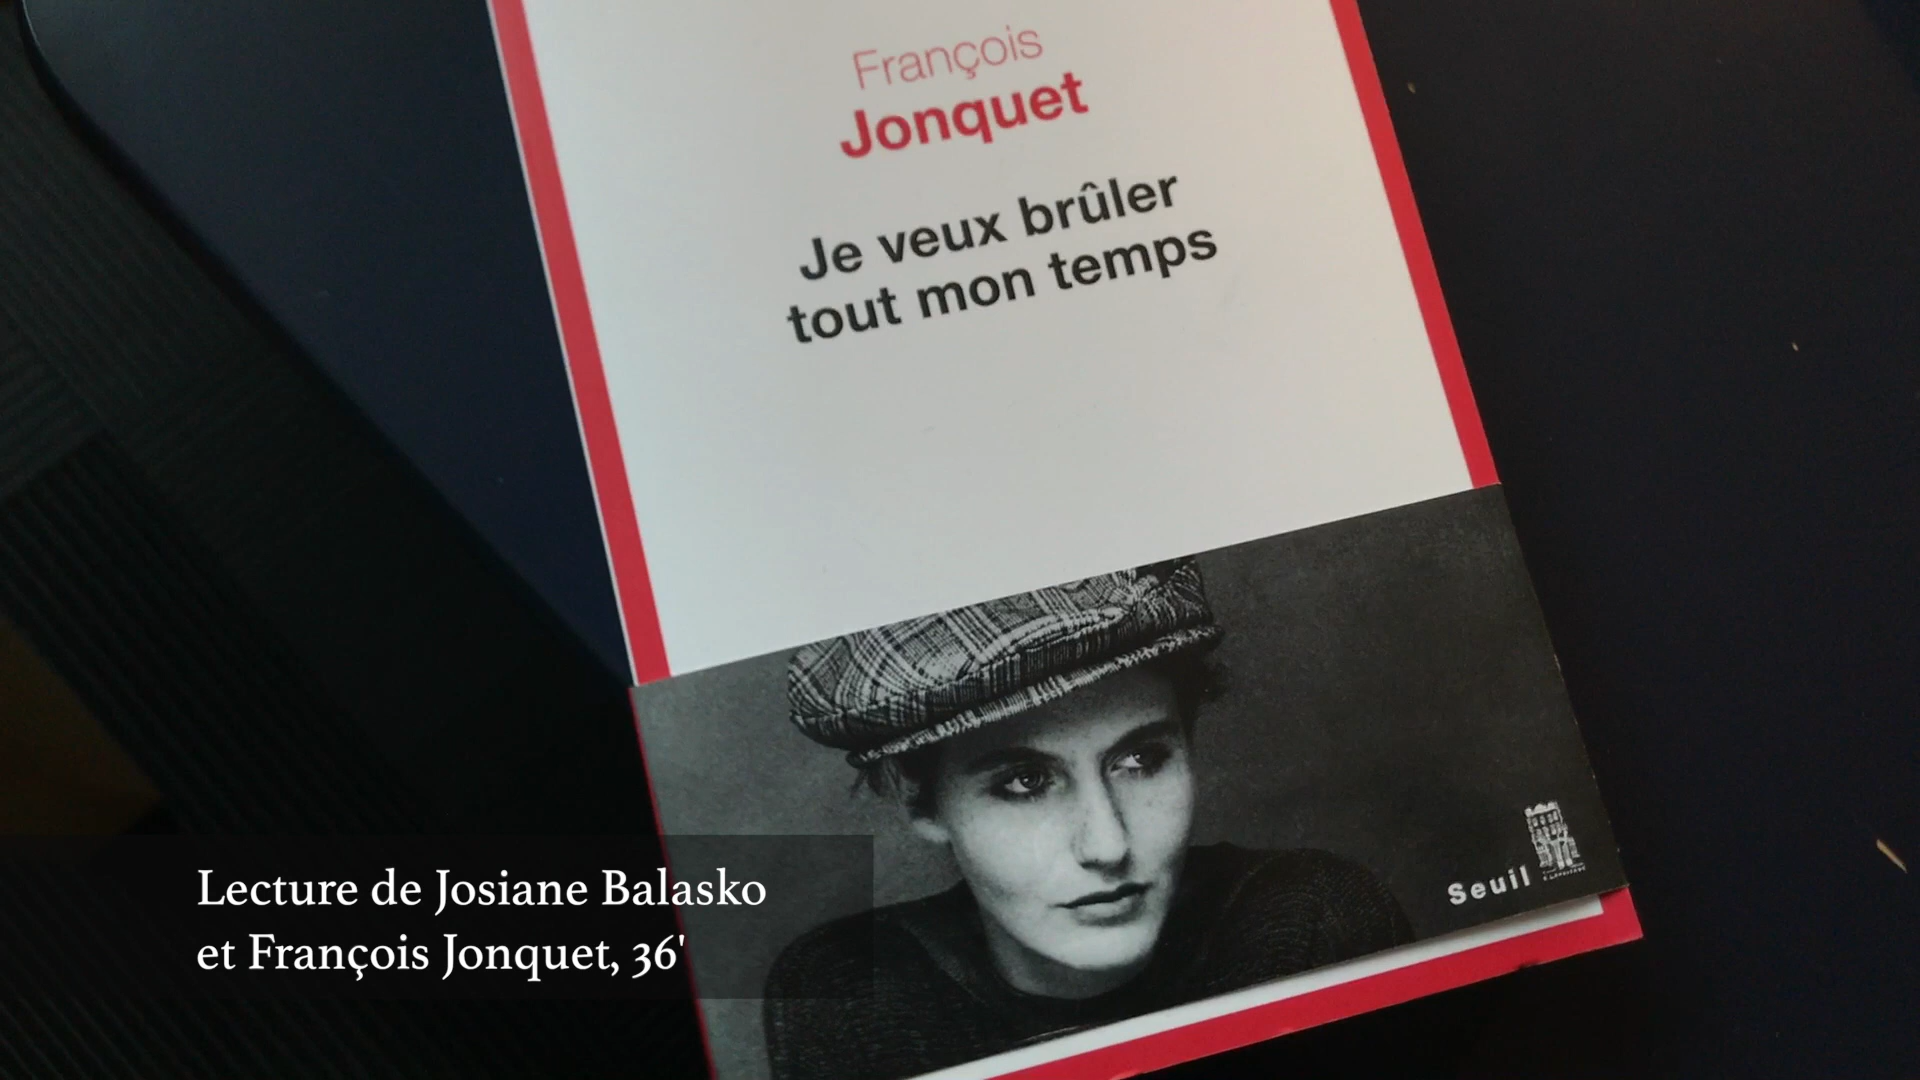 François
Jonquet
Je veux brûler
tout mon temps
Seuil
Lecture de Josiane Balasko
et François Jonquet, 36'